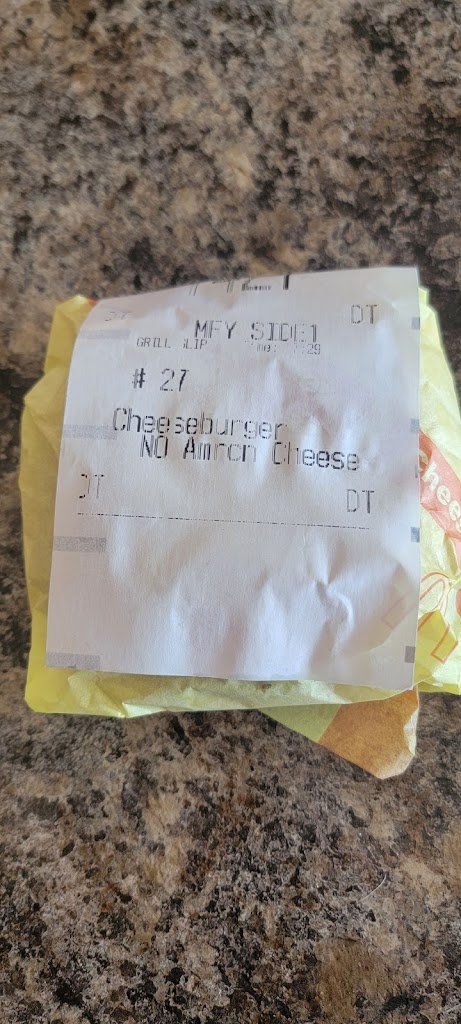 DT
MFY SIDE1
GRILL SLIP
# 27
Cheeseburger
NO Amrcn Cheese
DT
DT